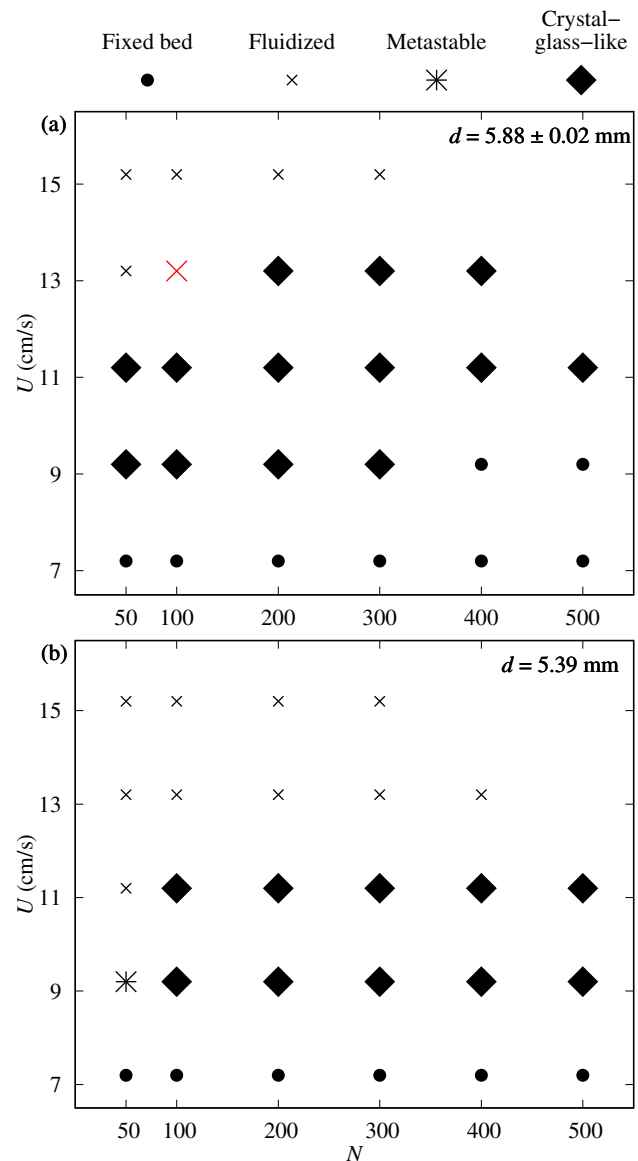 Fixed bed
Fluidized
Metastable
Crystal−
glass−like
(a)
d = 5.88 ± 0.02 mm
15
13
11
9
7
U (cm/s)
50 100 200 300 400 500
(b)
d = 5.39 mm
15
13
11
9
7
U (cm/s)
50 100 200 300 400 500
N